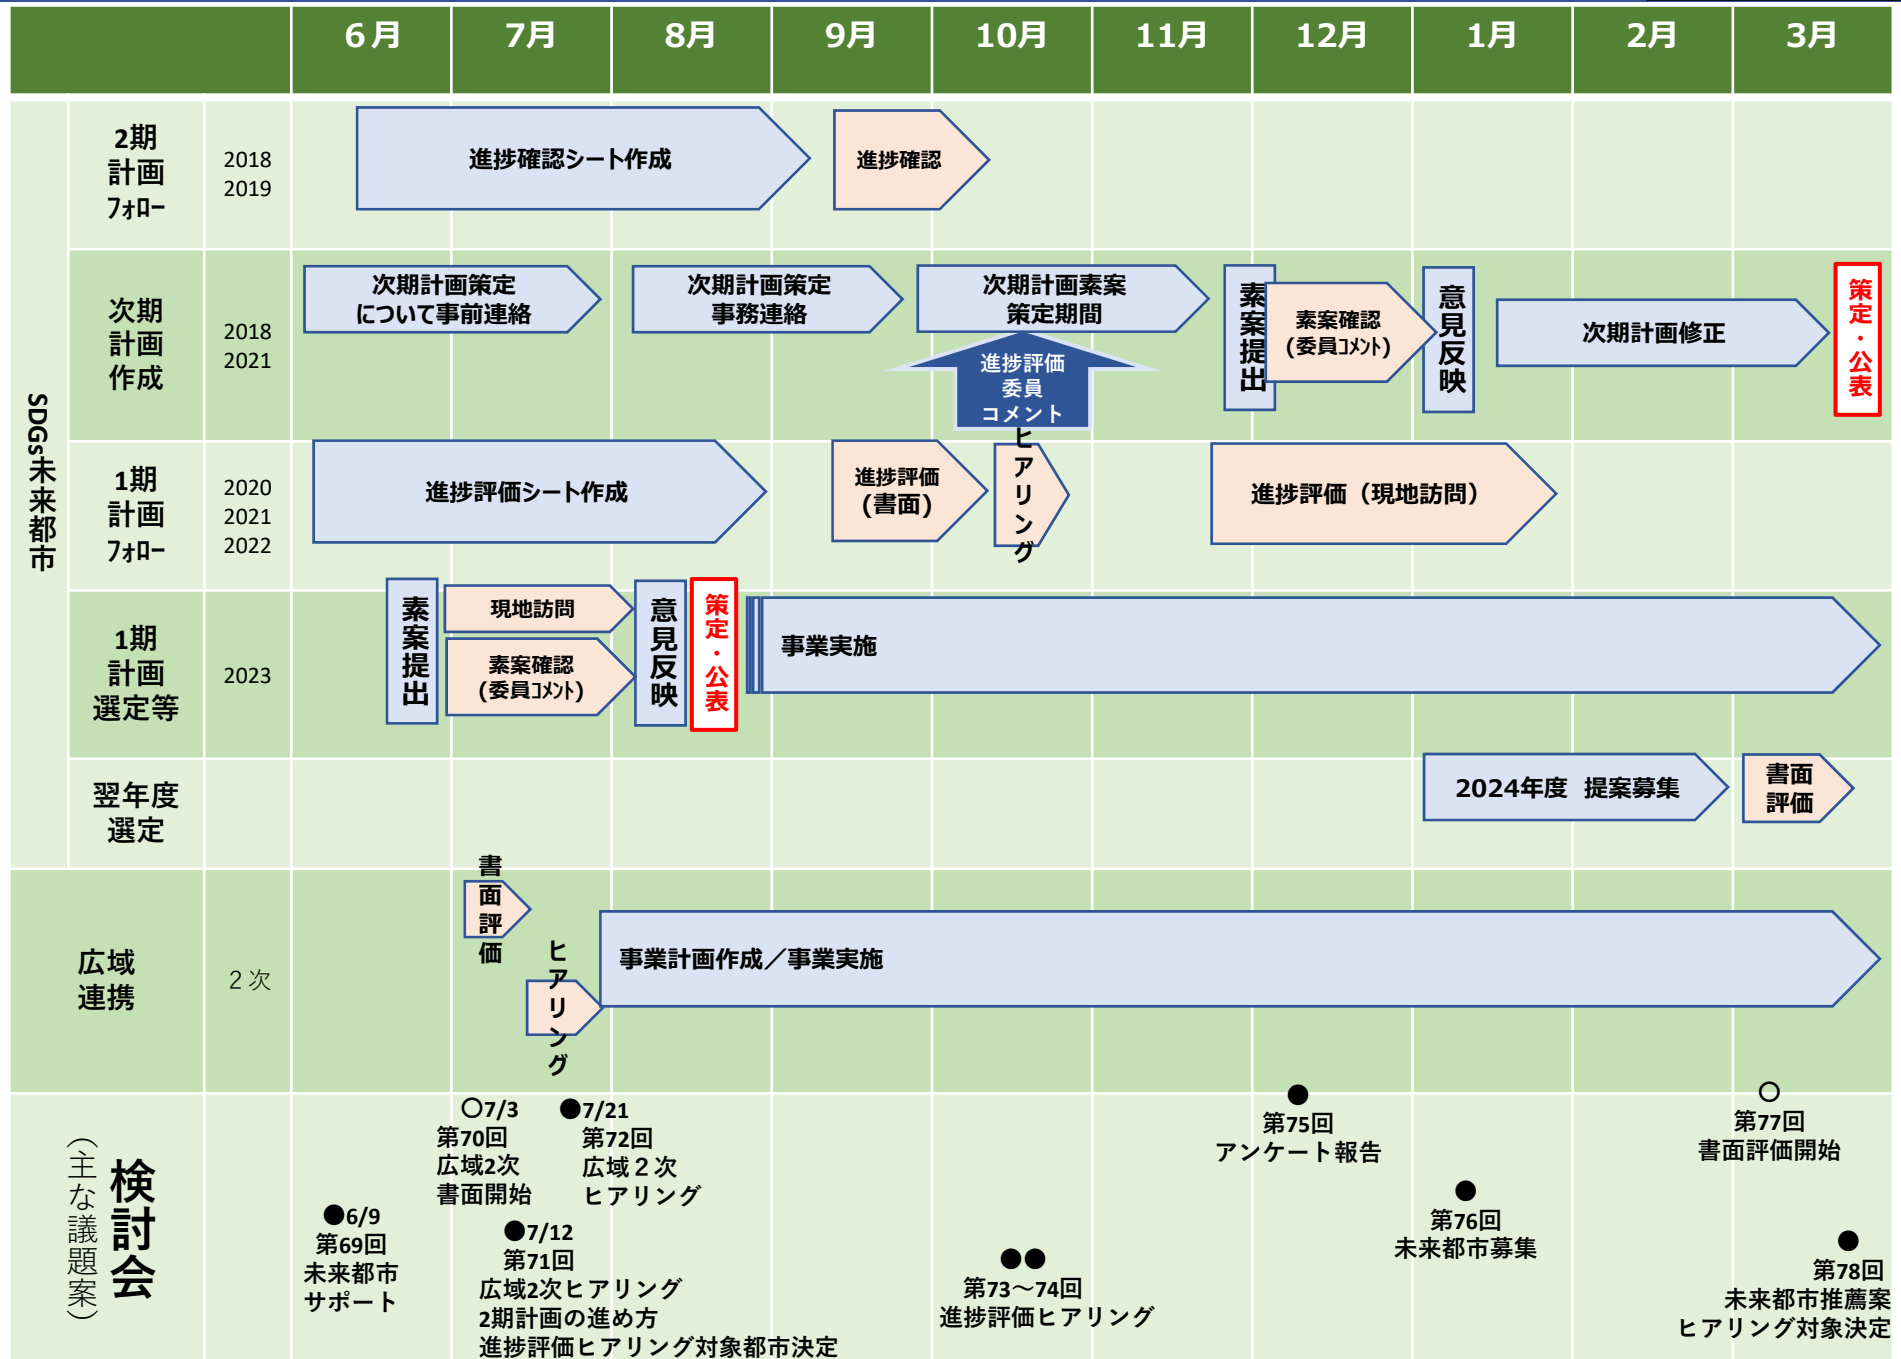 6月
7月
8月
9月
10月
11月
12月
1月
2月
3月
SDGs未来都市
2期
計画
ﾌｫﾛｰ
2018
2019
進捗確認シート作成
進捗確認
次期
計画
作成
2018
2021
次期計画策定
について事前連絡
次期計画策定
事務連絡
次期計画素案
策定期間
進捗評価
委員
コメント
素案提出
素案確認
(委員ｺﾒﾝﾄ)
意見反映
次期計画修正
策定・公表
1期
計画
ﾌｫﾛｰ
2020
2021
2022
進捗評価シート作成
進捗評価
(書面)
ヒアリング
進捗評価（現地訪問）
1期
計画
選定等
2023
素案提出
現地訪問
素案確認
(委員ｺﾒﾝﾄ)
意見反映
策定・公表
事業実施
翌年度
選定
2024年度 提案募集
書面
評価
広域
連携
２次
書面評価
ヒアリング
事業計画作成／事業実施
検討会
（主な議題案）
●6/9
第69回
未来都市
サポート
○7/3
第70回
広域2次
書面開始
●7/12
第71回
広域2次ヒアリング
2期計画の進め方
進捗評価ヒアリング対象都市決定
●7/21
第72回
広域２次
ヒアリング
●●
第73～74回
進捗評価ヒアリング
●
第75回
アンケート報告
●
第76回
未来都市募集
○
第77回
書面評価開始
●
第78回
未来都市推薦案
ヒアリング対象決定